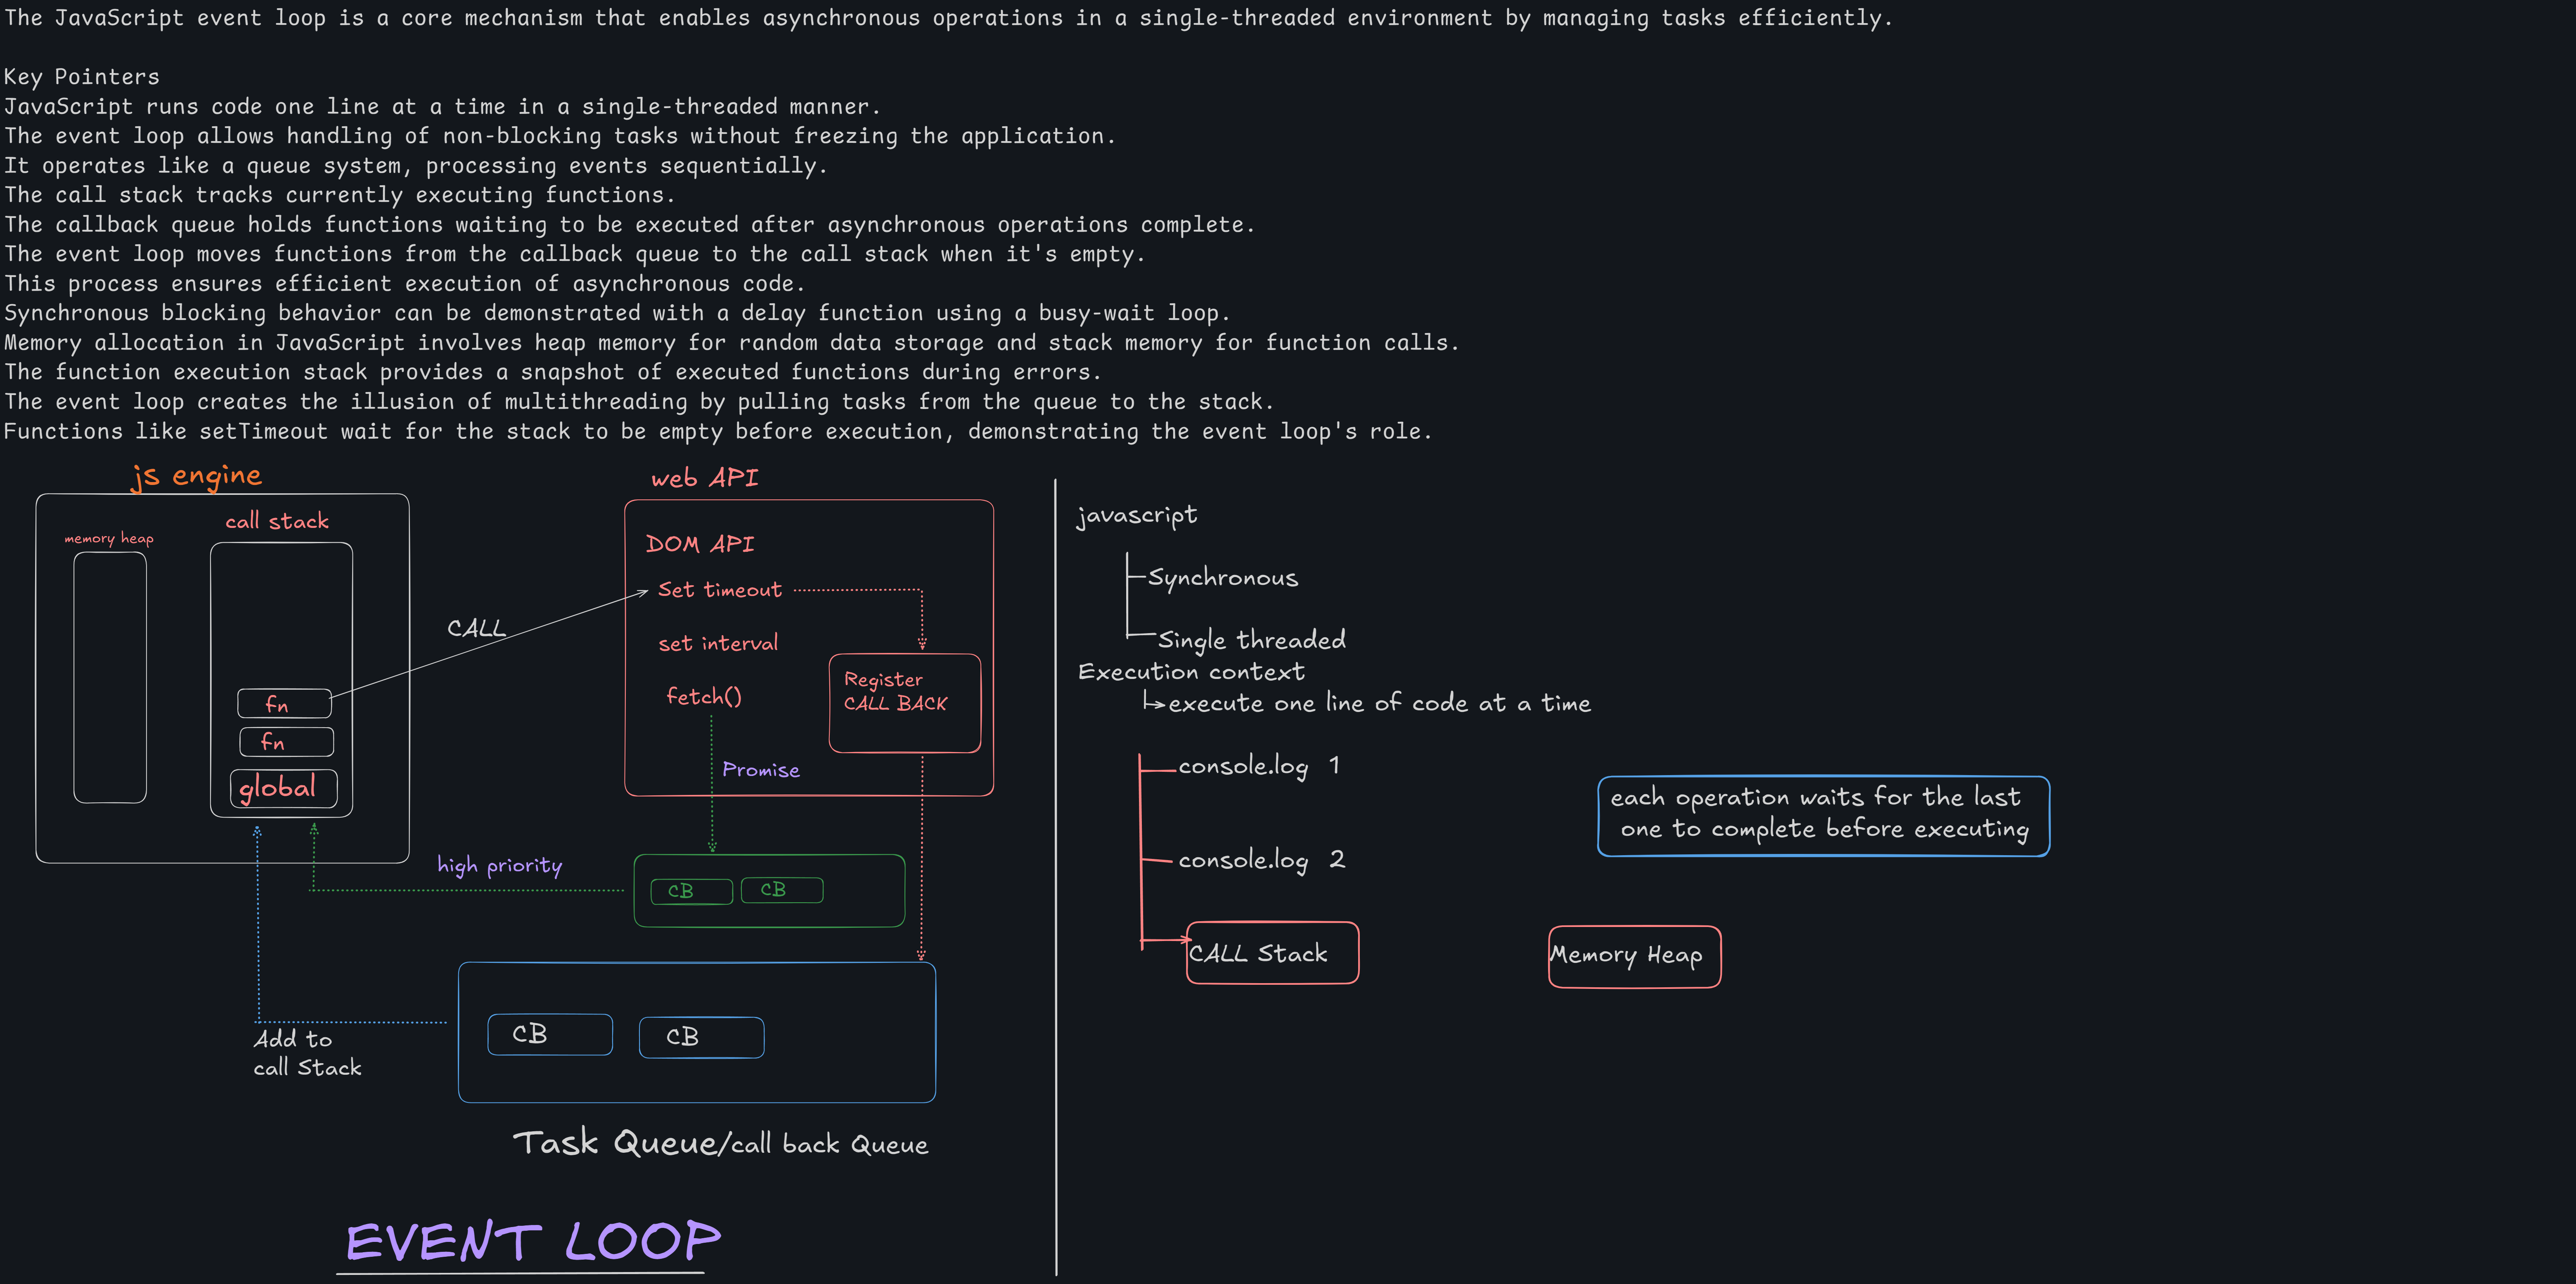 The JavaScript event loop is a core mechanism that enables asynchronous operations in a single-threaded environment by managing tasks efficiently.
Key Pointers
JavaScript runs code one line at a time in a single-threaded manner.
The event loop allows handling of non-blocking tasks without freezing the application.
It operates like a queue system, processing events sequentially.
The call stack tracks currently executing functions.
The callback queue holds functions waiting to be executed after asynchronous operations complete.
The event loop moves functions from the callback queue to the call stack when it's empty.
This process ensures efficient execution of asynchronous code.
Synchronous blocking behavior can be demonstrated with a delay function using a busy-wait loop.
Memory allocation in JavaScript involves heap memory for random data storage and stack memory for function calls.
The function execution stack provides a snapshot of executed functions during errors.
The event loop creates the illusion of multithreading by pulling tasks from the queue to the stack.
Functions like setTimeout wait for the stack to be empty before execution, demonstrating the event loop's role.
js engine
memory heap
call stack
fn
fn
global
CALL
web API
DOM API
Set timeout
set interval
fetch()
Register
CALL BACK
Promise
high priority
CB
CB
CB
CB
Add to
call Stack
Task Queue/call back Queue
EVENT LOOP
javascript
Synchronous
Single threaded
Execution context
execute one line of code at a time
console.log 1
console.log 2
each operation waits for the last
one to complete before executing
CALL Stack
Memory Heap